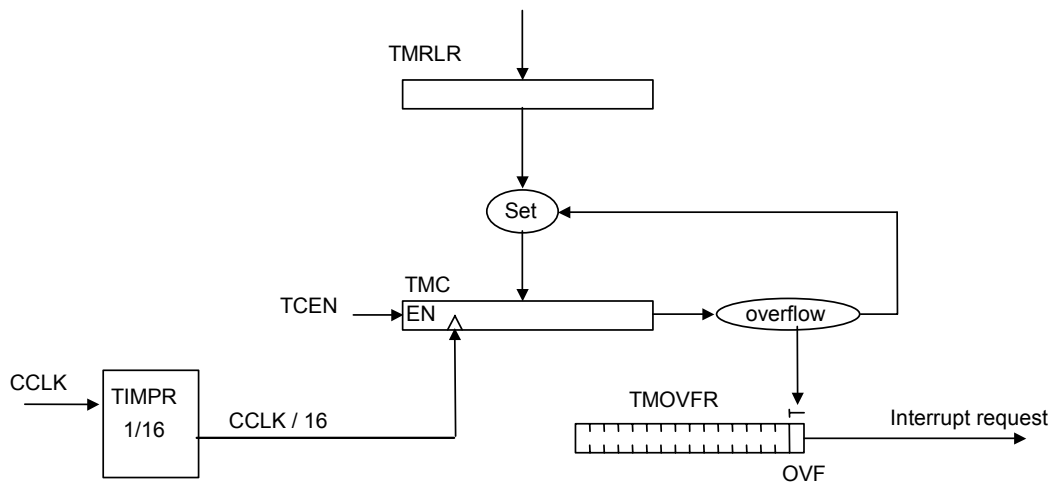 TMRLR
Set
TMC
TCEN
EN
overflow
CCLK
TIMPR
1/16
CCLK / 16
TMOVFR
Interrupt request
OVF